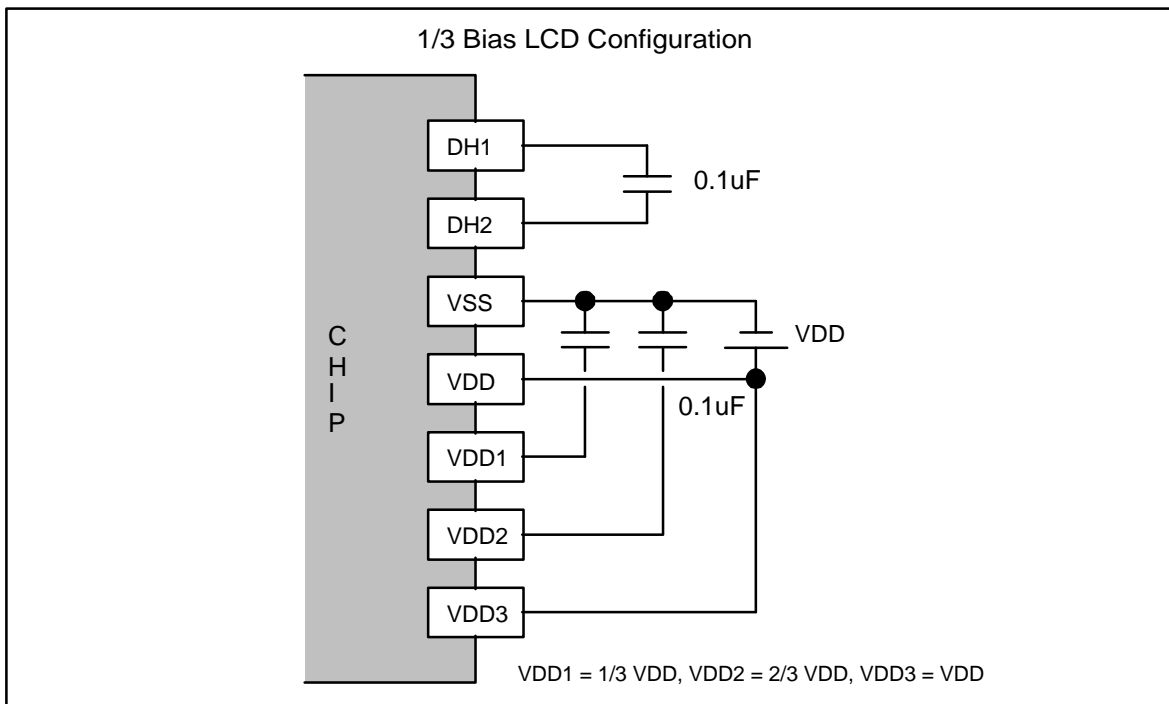 1/3 Bias LCD Configuration
DH1
0.1uF
DH2
VSS
C
H
I
P
VDD
VDD
0.1uF
VDD1
VDD2
VDD3
VDD1 = 1/3 VDD, VDD2 = 2/3 VDD, VDD3 = VDD